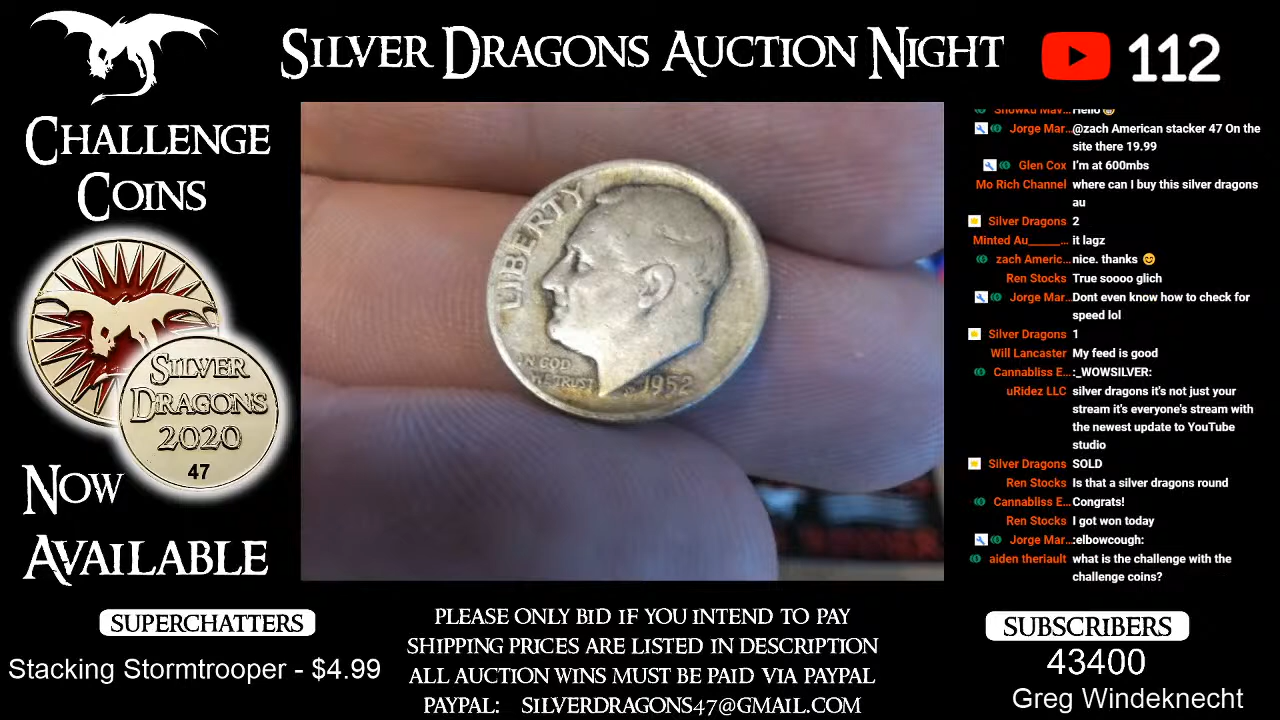 SILVER DRAGONS AUCTION NIGHT
112
CHALLENGE
COINS
SILVER
DRAGONS
2020
47
NOW
AVAILABLE
LIBERTY
IN GOD
WE TRUST
1952
Hello
Jorge Mar... @zach American stacker 47 On the
site there 19.99
Glen Cox I'm at 600mbs
Mo Rich Channel where can I buy this silver dragons
au
Silver Dragons 2
Minted Au_____... it lagz
zach Americ... nice. thanks 😊
Ren Stocks True soooo glich
Jorge Mar... Dont even know how to check for
speed lol
Silver Dragons 1
Will Lancaster My feed is good
Cannabliss E... :_WOWSILVER:
uRidez LLC silver dragons it's not just your
stream it's everyone's stream with
the newest update to YouTube
studio
Silver Dragons SOLD
Ren Stocks Is that a silver dragons round
Cannabliss E... Congrats!
Ren Stocks I got won today
Jorge Mar... :elbowcough:
aiden theriault what is the challenge with the
challenge coins?
SUPERCHATTERS
Stacking Stormtrooper - $4.99
PLEASE ONLY BID IF YOU INTEND TO PAY
SHIPPING PRICES ARE LISTED IN DESCRIPTION
ALL AUCTION WINS MUST BE PAID VIA PAYPAL
PAYPAL: SILVERDRAGONS47@GMAIL.COM
SUBSCRIBERS
43400
Greg Windeknecht